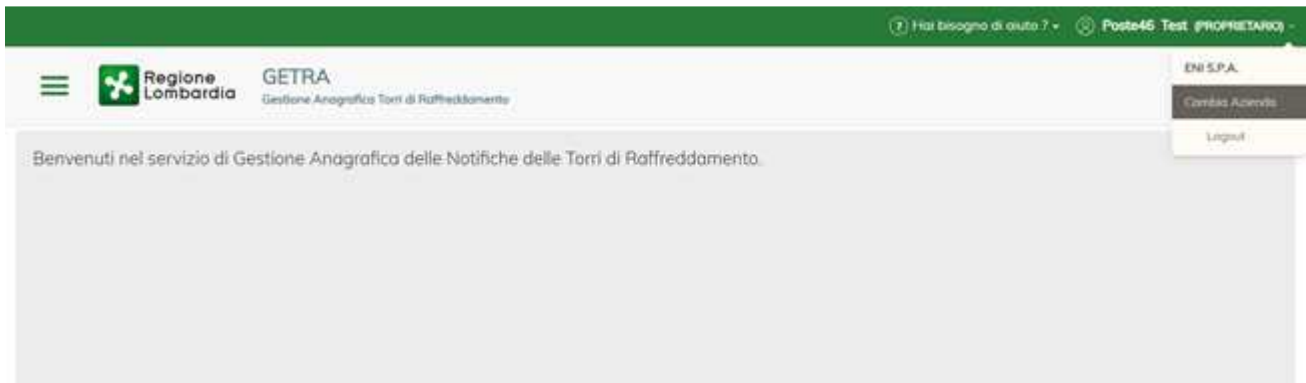 ? Hai bisogno di aiuto ? Poste46 Test (PROPRIETARIO)
Regione
Lombardia
GETRA
Gestione Anagrafica Torri di Raffreddamento
ENI S.P.A.
Cambia Azienda
Logout
Benvenuti nel servizio di Gestione Anagrafica delle Notifiche delle Torri di Raffreddamento.